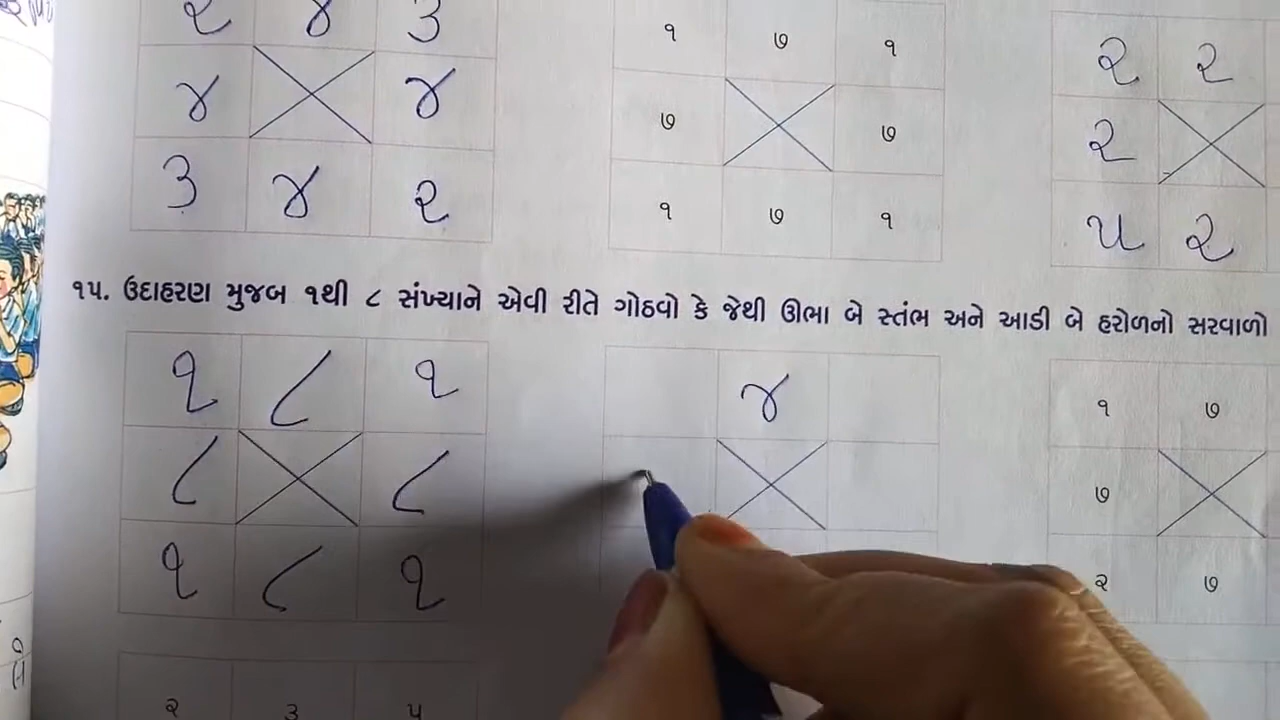 ૨ ૪ ૩ ૧ ૭ ૧ ૨ ૨
૪ ૪ ૭ ૭ ૨
૩ ૪ ૨ ૧ ૭ ૧ ૫ ૨
૧૫. ઉદાહરણ મુજબ ૧થી ૮ સંખ્યાને એવી રીતે ગોઠવો કે જેથી ઊભા બે સ્તંભ અને આડી બે હરોળનો સરવાળો
૧ ૮ ૧ ૪ ૧ ૭
૮ ૮ ૭
૧ ૮ ૧ ૨ ૭
૨ ૩ ૫